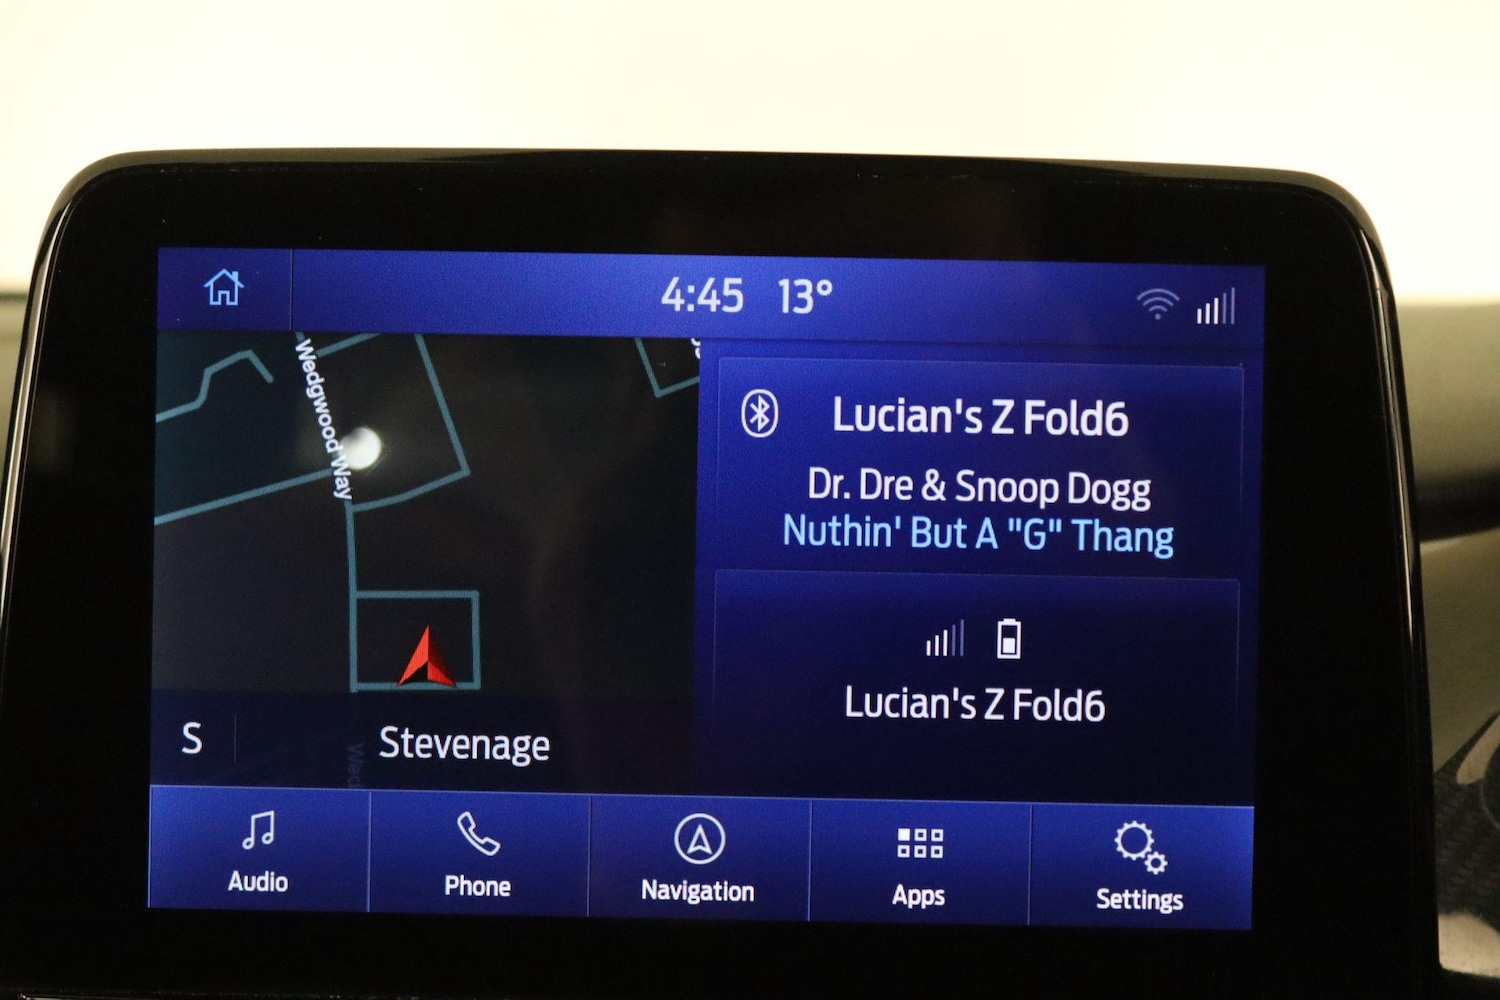 4:45 13°
Wedgwood Way
Lucian's Z Fold6
Dr. Dre & Snoop Dogg
Nuthin' But A "G" Thang
Lucian's Z Fold6
S
Stevenage
Audio
Phone
Navigation
Apps
Settings